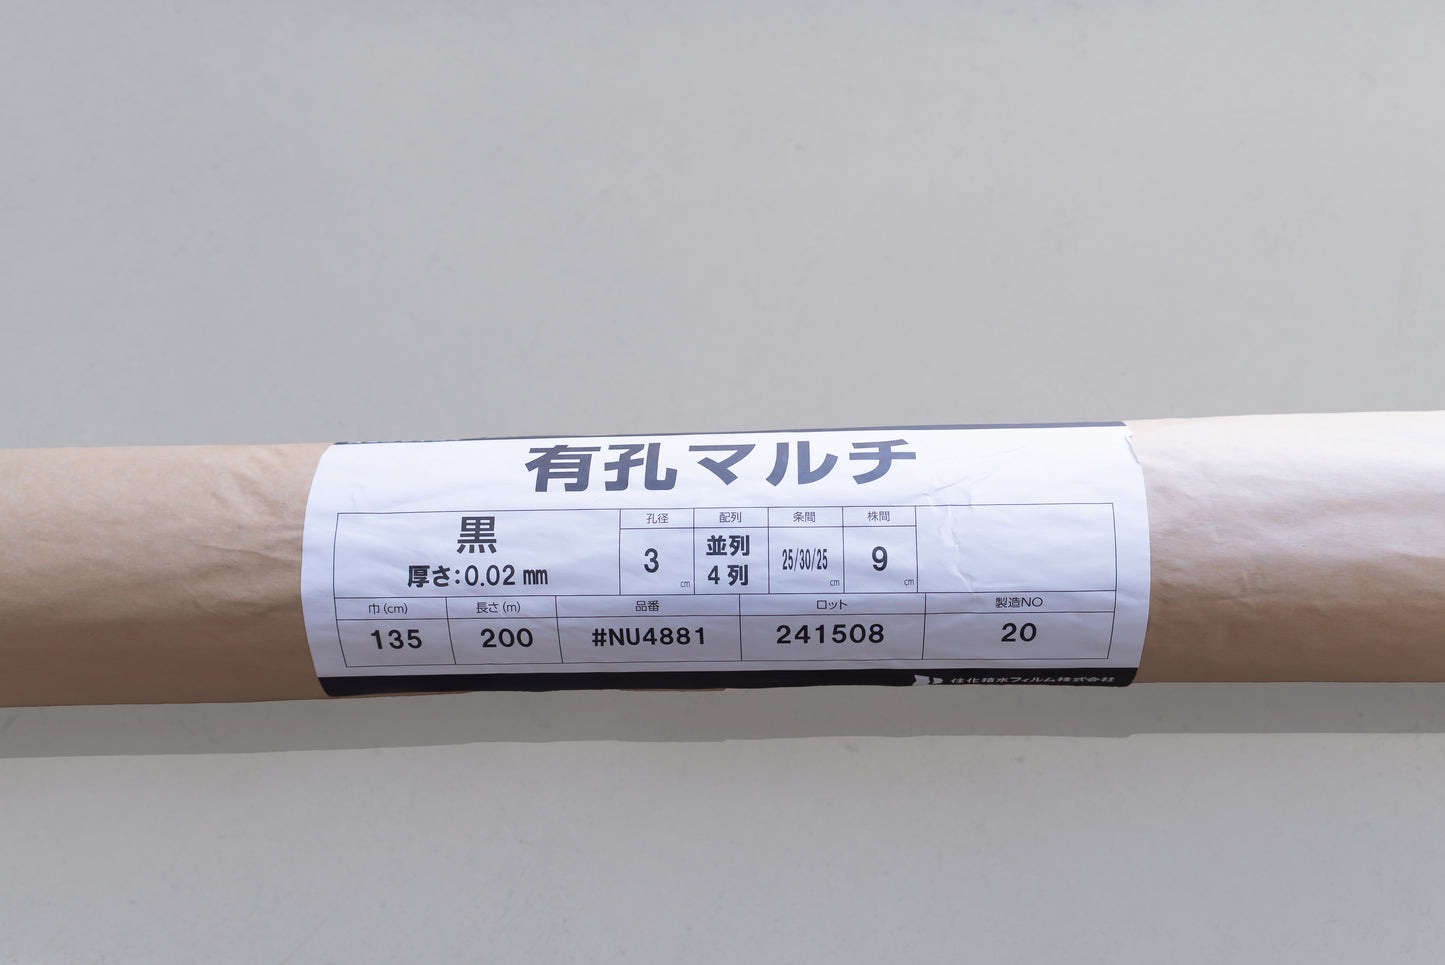 有孔マルチ
黒
厚さ:0.02mm
孔径
3
cm
配列
並列
4列
条間
25/30/25
cm
株間
9
cm
巾(cm)
135
長さ(m)
200
品番
#NU4881
ロット
241508
製造NO
20
住化積水フィルム株式会社